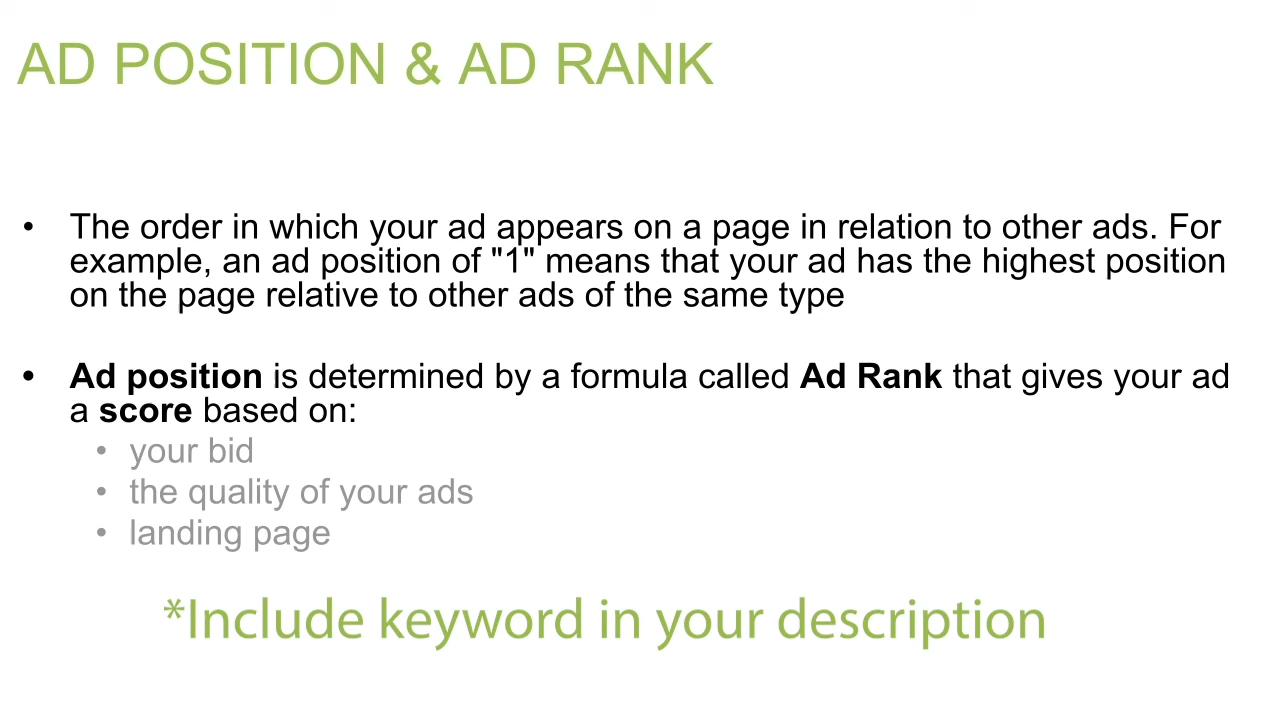 AD POSITION & AD RANK
• The order in which your ad appears on a page in relation to other ads. For
example, an ad position of "1" means that your ad has the highest position
on the page relative to other ads of the same type
• Ad position is determined by a formula called Ad Rank that gives your ad
a score based on:
• your bid
• the quality of your ads
• landing page
*Include keyword in your description